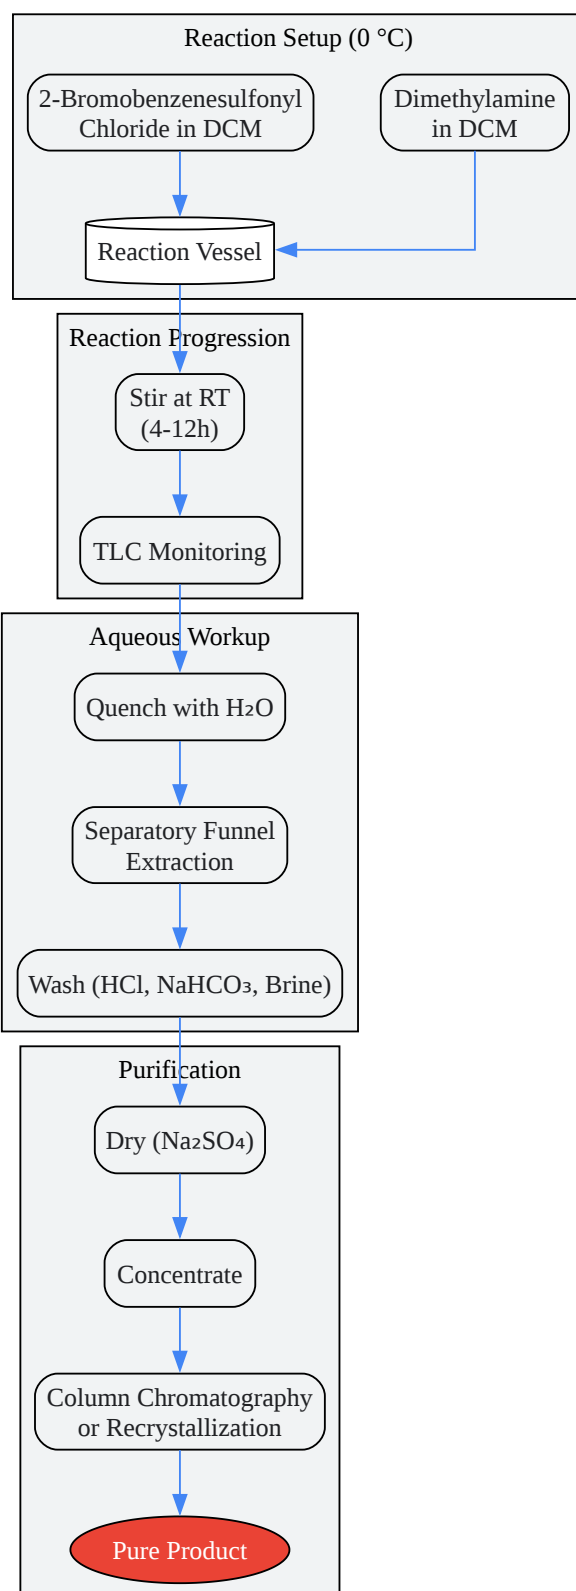 Reaction Setup (0 °C)
2-Bromobenzenesulfonyl
Chloride in DCM
Dimethylamine
in DCM
Reaction Vessel
Reaction Progression
Stir at RT
(4-12h)
TLC Monitoring
Aqueous Workup
Quench with H₂O
Separatory Funnel
Extraction
Wash (HCl, NaHCO₃, Brine)
Purification
Dry (Na₂SO₄)
Concentrate
Column Chromatography
or Recrystallization
Pure Product